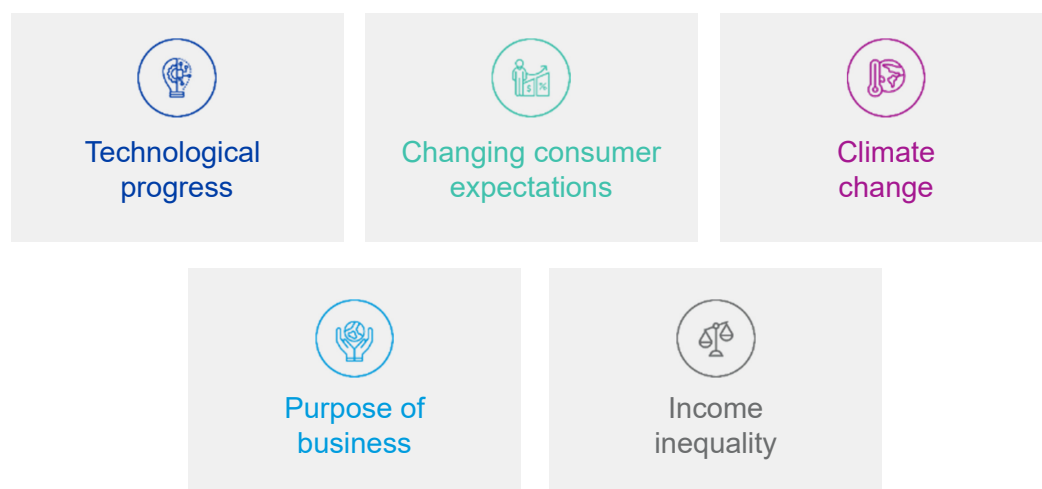 Technological
progress
Changing consumer
expectations
$ %
Climate
change
Purpose of
business
Income
inequality